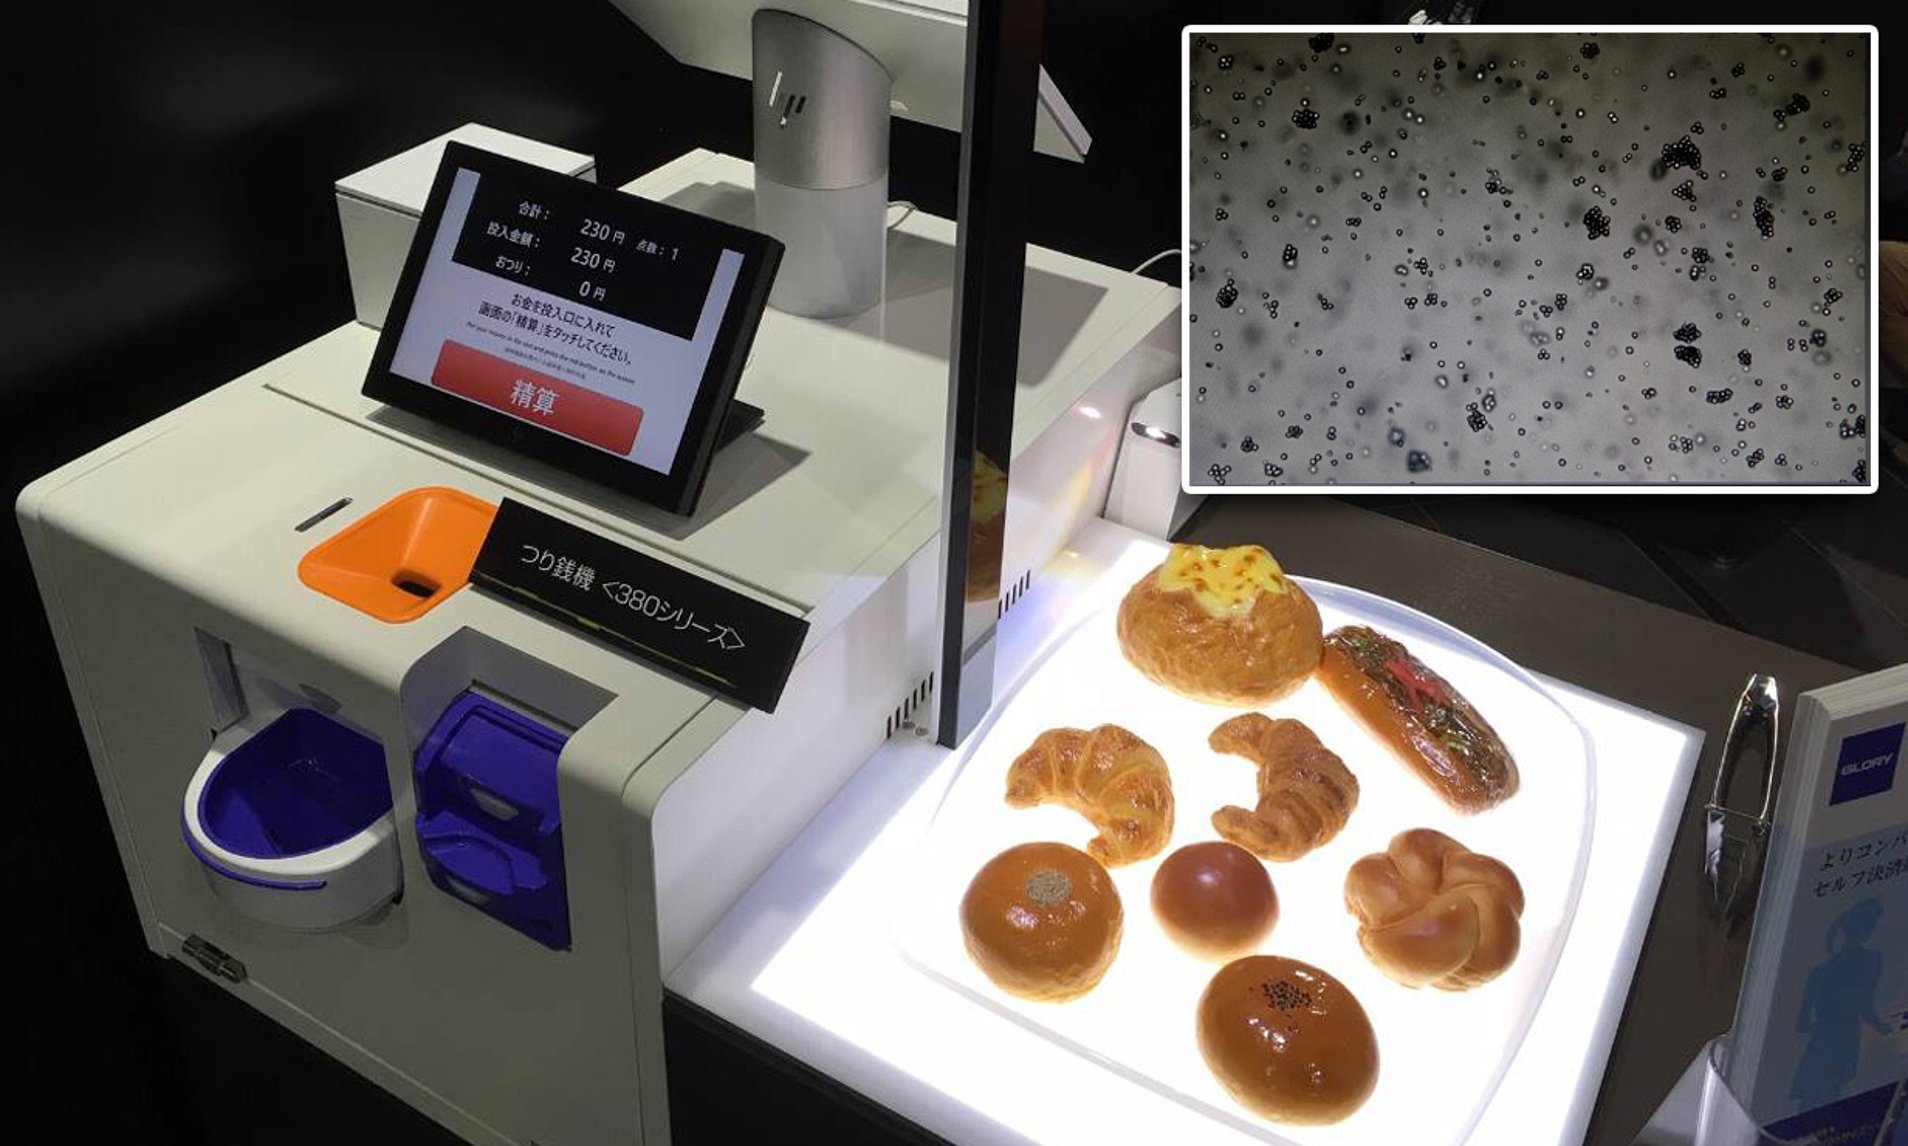 合計： 230 円 点数： 1
投入金額： 230 円
おつり： 0 円
お金を投入口に入れて
画面の「精算」をタッチしてください。
精算
つり銭機 <380シリーズ>
GLORY
よりコンパ
セルフ決済